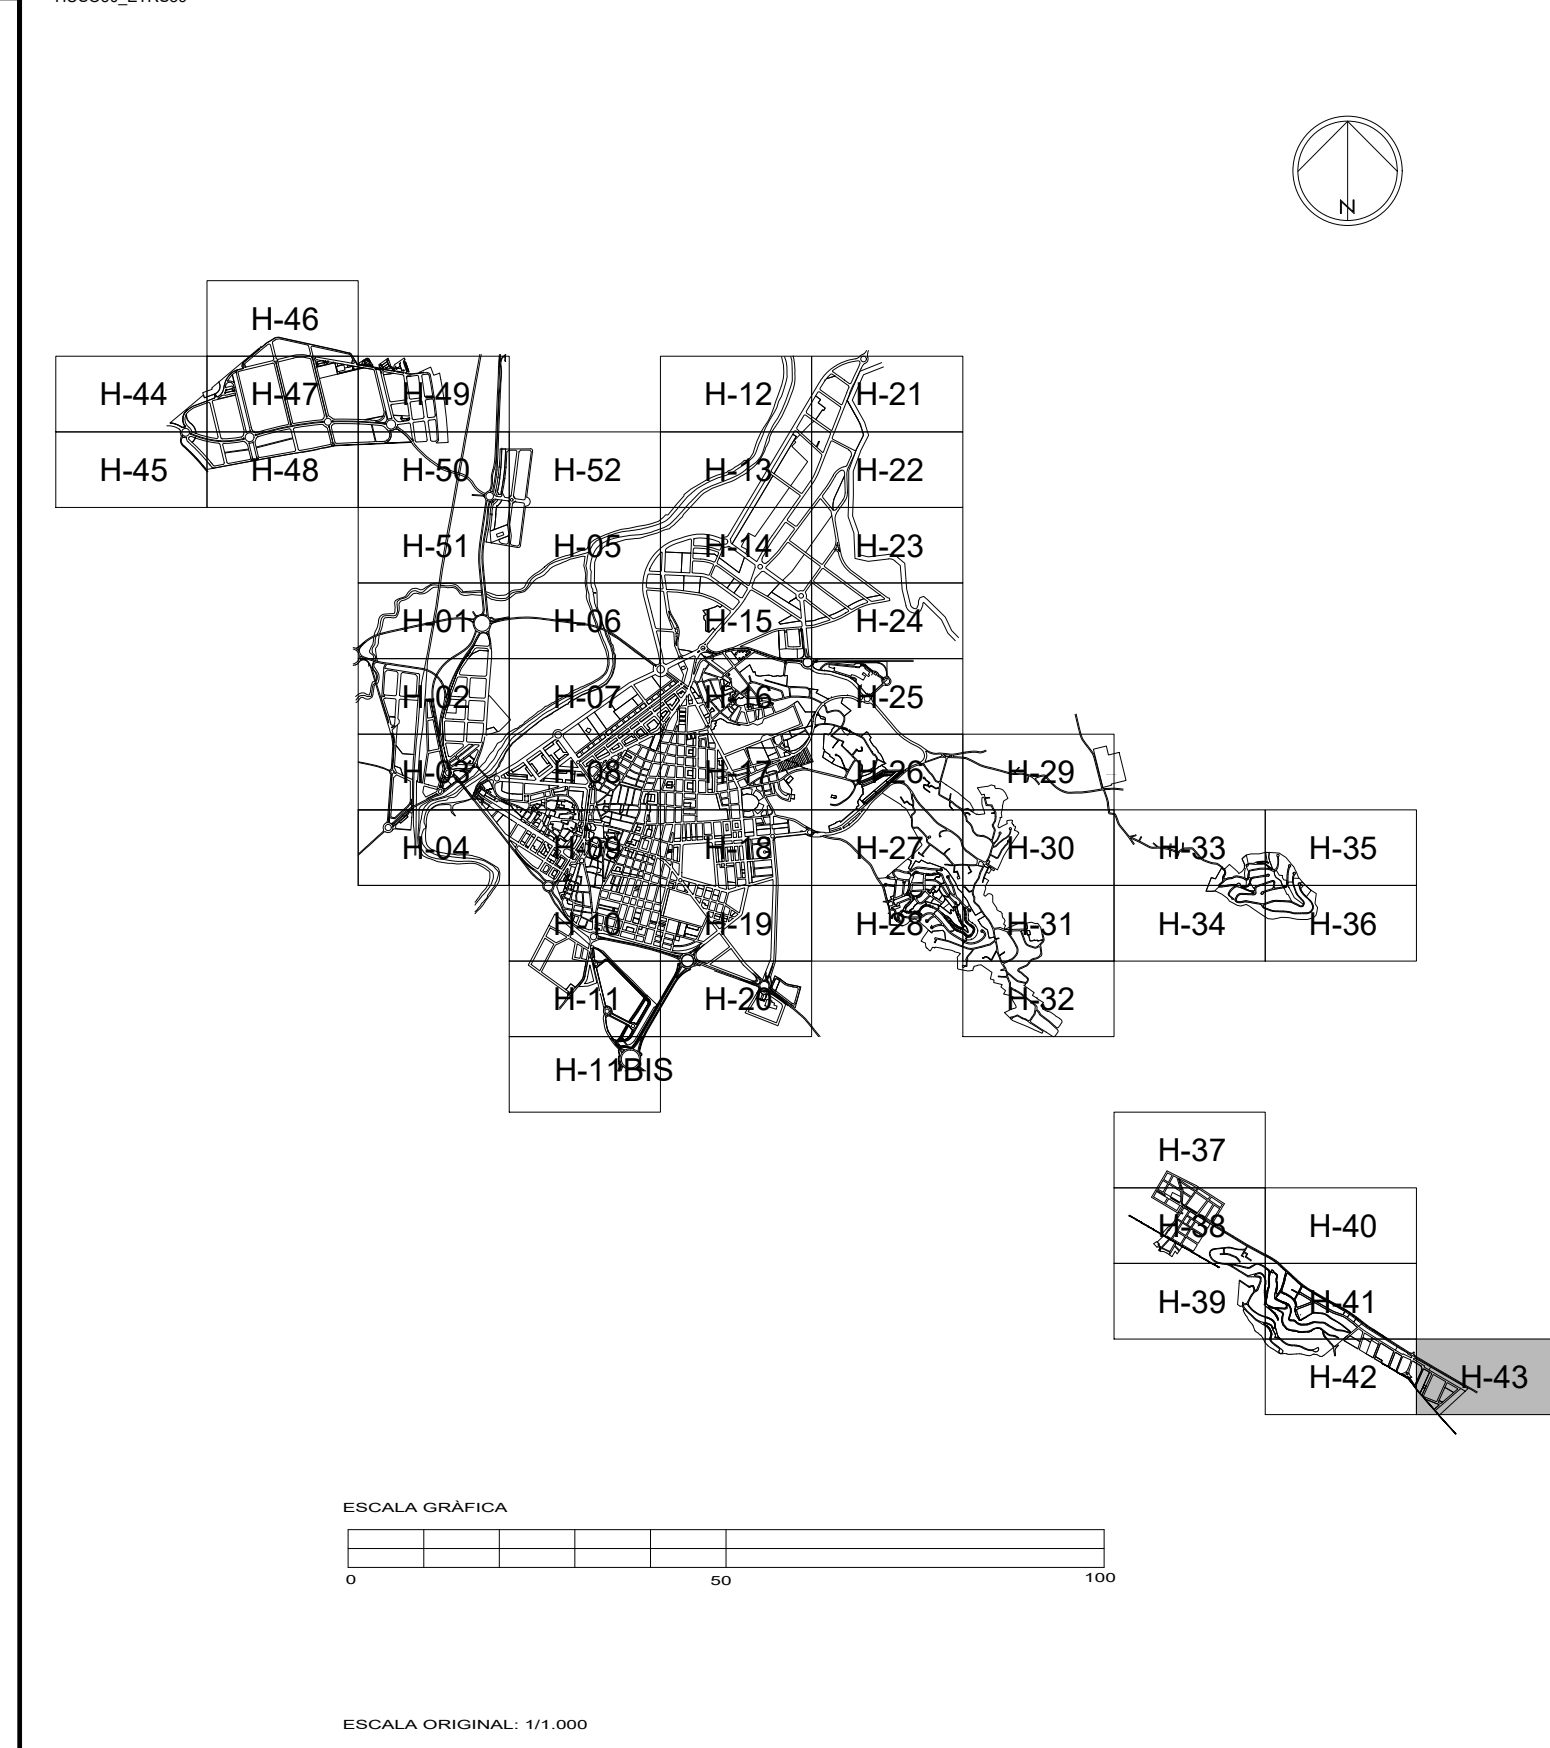 N
H-46
H-44 H-47 H-49 H-12 H-21
H-45 H-48 H-50 H-52 H-13 H-22
H-51 H-05 H-14 H-23
H-01 H-06 H-15 H-24
H-02 H-07 H-16 H-25
H-03 H-08 H-17 H-26 H-29
H-04 H-09 H-18 H-27 H-30 H-33 H-35
H-10 H-19 H-28 H-31 H-34 H-36
H-11 H-20 H-32
H-11BIS
H-37
H-38 H-40
H-39 H-41
H-42 H-43
ESCALA GRÀFICA
0 50 100
ESCALA ORIGINAL: 1/1.000